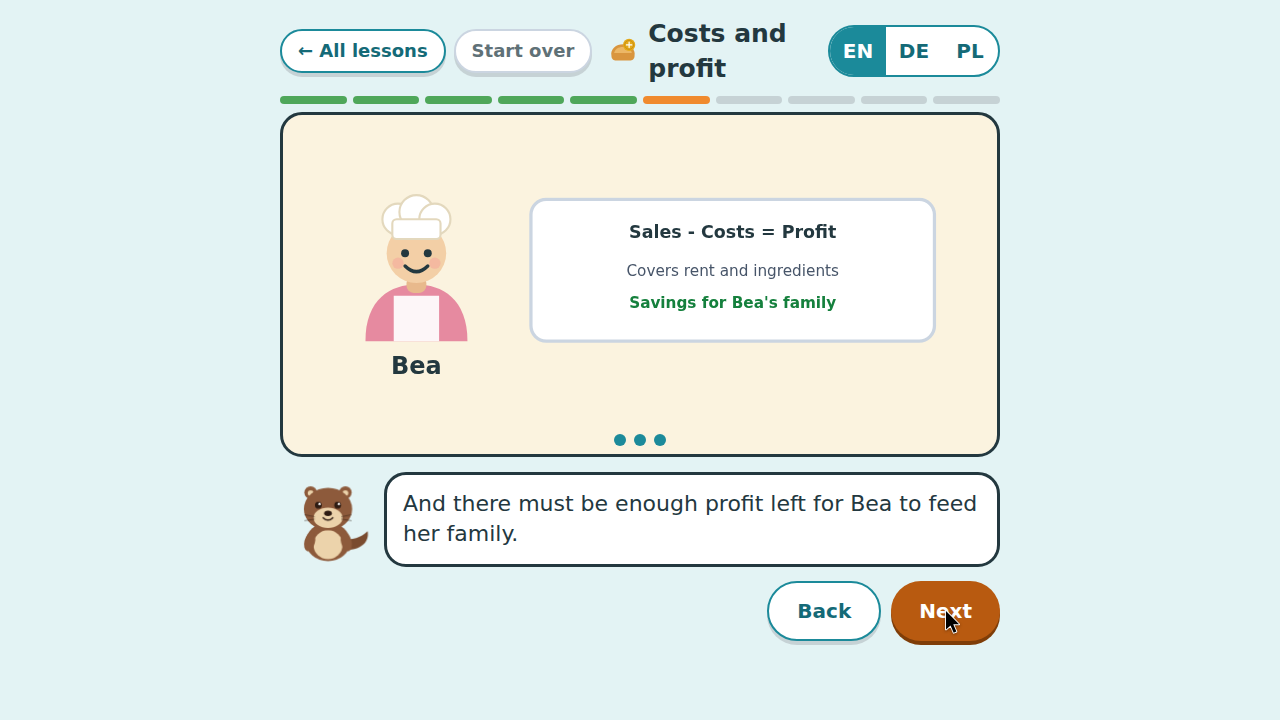 ← All lessons
Start over
Costs and
profit
EN DE PL
Sales - Costs = Profit
Covers rent and ingredients
Savings for Bea's family
Bea
And there must be enough profit left for Bea to feed
her family.
Back
Next